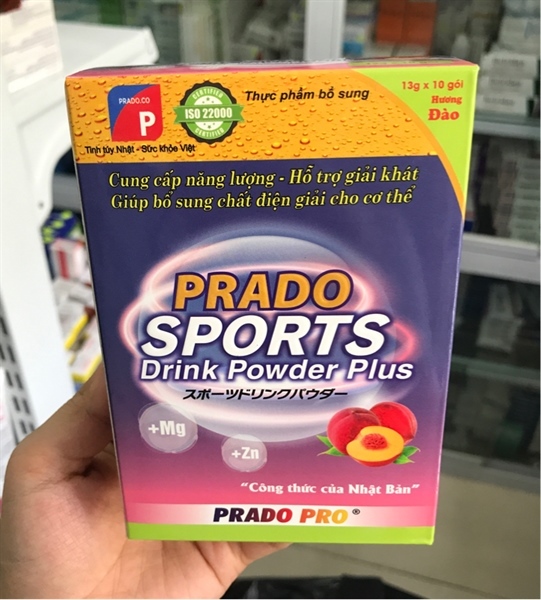 PRADO.CO
P
Tinh túy Nhật - Sức khỏe Việt
CERTIFIED
ISO 22000
CERTIFIED
Thực phẩm bổ sung
13g x 10 gói
Hương
Đào
Cung cấp năng lượng - Hỗ trợ giải khát
Giúp bổ sung chất điện giải cho cơ thể
PRADO
SPORTS
Drink Powder Plus
スポーツドリンクパウダー
+Mg
+Zn
"Công thức của Nhật Bản"
PRADO PRO ®